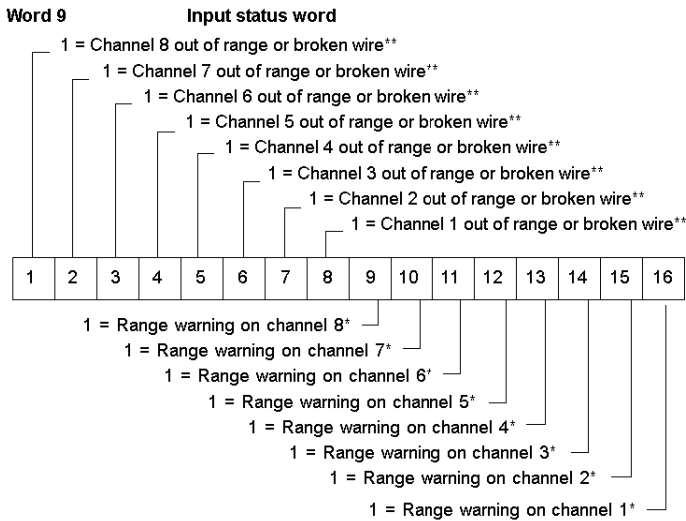 Word 9 Input status word
1 = Channel 8 out of range or broken wire**
1 = Channel 7 out of range or broken wire**
1 = Channel 6 out of range or broken wire**
1 = Channel 5 out of range or broken wire**
1 = Channel 4 out of range or broken wire**
1 = Channel 3 out of range or broken wire**
1 = Channel 2 out of range or broken wire**
1 = Channel 1 out of range or broken wire**
1 2 3 4 5 6 7 8 9 10 11 12 13 14 15 16
1 = Range warning on channel 8*
1 = Range warning on channel 7*
1 = Range warning on channel 6*
1 = Range warning on channel 5*
1 = Range warning on channel 4*
1 = Range warning on channel 3*
1 = Range warning on channel 2*
1 = Range warning on channel 1*